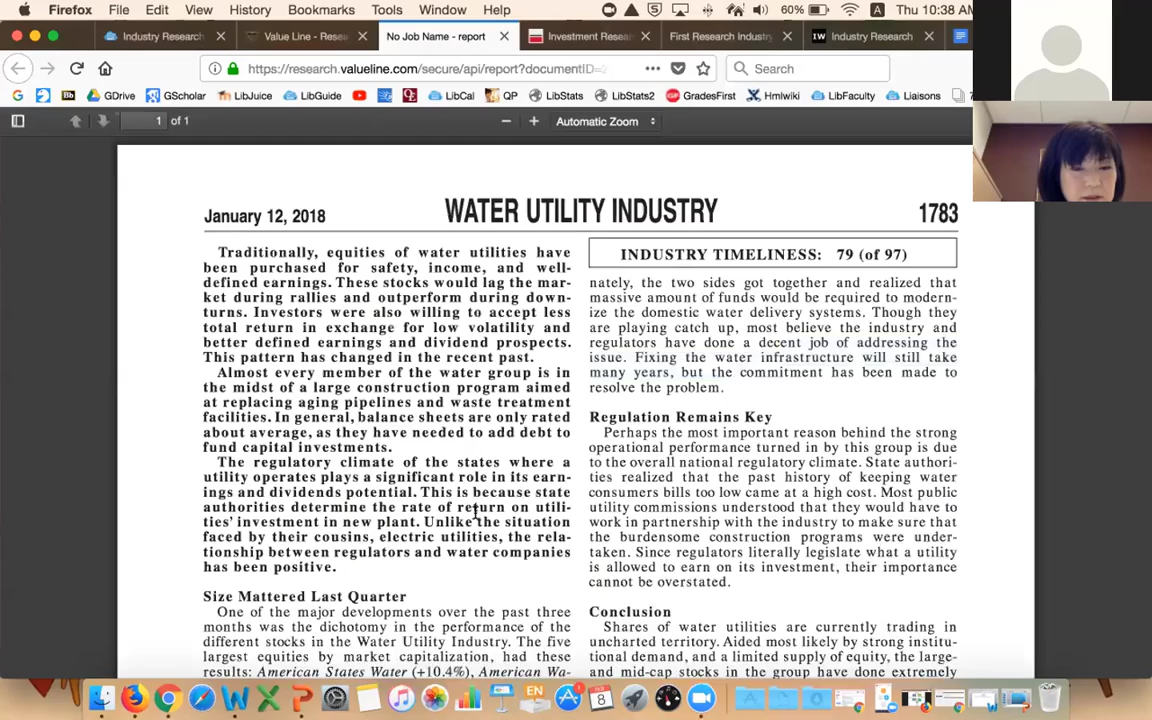 Firefox File Edit View History Bookmarks Tools Window Help 60% A Thu 10:38 AM
Industry Research
Value Line - Resea
No Job Name - report
Investment Resea
First Research Industry
IW Industry Research
https://research.valueline.com/secure/api/report?documentID=2
Search
G Bb GDrive GScholar LibJuice LibGuide LibCal QP LibStats LibStats2 GradesFirst Hmlwiki LibFaculty Liaisons
1 of 1
Automatic Zoom
January 12, 2018
WATER UTILITY INDUSTRY
1783
Traditionally, equities of water utilities have
been purchased for safety, income, and well-
defined earnings. These stocks would lag the mar-
ket during rallies and outperform during down-
turns. Investors were also willing to accept less
total return in exchange for low volatility and
better defined earnings and dividend prospects.
This pattern has changed in the recent past.
Almost every member of the water group is in
the midst of a large construction program aimed
at replacing aging pipelines and waste treatment
facilities. In general, balance sheets are only rated
about average, as they have needed to add debt to
fund capital investments.
The regulatory climate of the states where a
utility operates plays a significant role in its earn-
ings and dividends potential. This is because state
authorities determine the rate of return on utili-
ties' investment in new plant. Unlike the situation
faced by their cousins, electric utilities, the rela-
tionship between regulators and water companies
has been positive.
Size Mattered Last Quarter
One of the major developments over the past three
months was the dichotomy in the performance of the
different stocks in the Water Utility Industry. The five
largest equities by market capitalization, had these
results: American States Water (+10.4%), American Wa-
INDUSTRY TIMELINESS: 79 (of 97)
nately, the two sides got together and realized that
massive amount of funds would be required to modern-
ize the domestic water delivery systems. Though they
are playing catch up, most believe the industry and
regulators have done a decent job of addressing the
issue. Fixing the water infrastructure will still take
many years, but the commitment has been made to
resolve the problem.
Regulation Remains Key
Perhaps the most important reason behind the strong
operational performance turned in by this group is
due to the overall national regulatory climate. State authori-
ties realized that the past history of keeping water
consumers bills too low came at a high cost. Most public
utility commissions understood that they would have to
work in partnership with the industry to make sure that
the burdensome construction programs were under-
taken. Since regulators literally legislate what a utility
is allowed to earn on its investment, their importance
cannot be overstated.
Conclusion
Shares of water utilities are currently trading in
uncharted territory. Aided most likely by strong institu-
tional demand, and a limited supply of equity, the large-
and mid-cap stocks in the group have done extremely